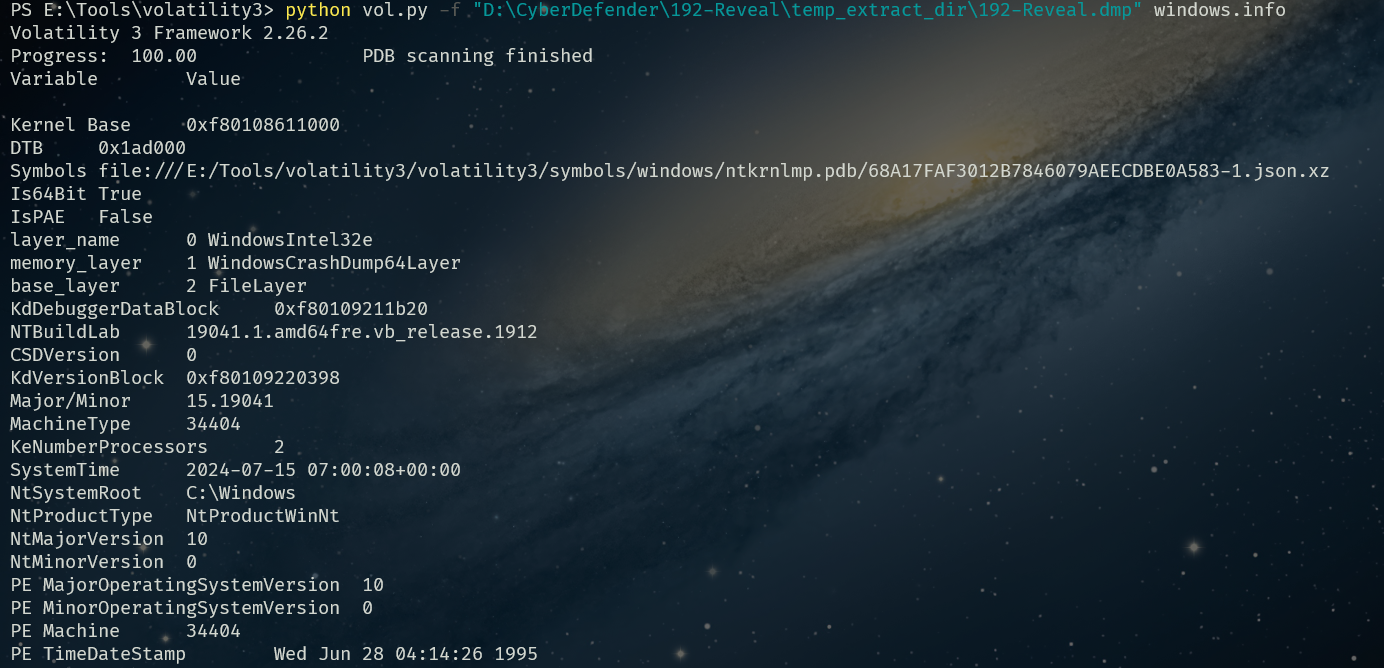 PS E:\Tools\volatility3> python vol.py -f "D:\CyberDefender\192-Reveal\temp_extract_dir\192-Reveal.dmp" windows.info
Volatility 3 Framework 2.26.2
Progress:  100.00               PDB scanning finished
Variable        Value

Kernel Base     0xf80108611000
DTB     0x1ad000
Symbols file:///E:/Tools/volatility3/volatility3/symbols/windows/ntkrnlmp.pdb/68A17FAF3012B7846079AEECDBE0A583-1.json.xz
Is64Bit True
IsPAE   False
layer_name      0 WindowsIntel32e
memory_layer    1 WindowsCrashDump64Layer
base_layer      2 FileLayer
KdDebuggerDataBlock     0xf80109211b20
NTBuildLab      19041.1.amd64fre.vb_release.1912
CSDVersion      0
KdVersionBlock  0xf80109220398
Major/Minor     15.19041
MachineType     34404
KeNumberProcessors      2
SystemTime      2024-07-15 07:00:08+00:00
NtSystemRoot    C:\Windows
NtProductType   NtProductWinNt
NtMajorVersion  10
NtMinorVersion  0
PE MajorOperatingSystemVersion  10
PE MinorOperatingSystemVersion  0
PE Machine      34404
PE TimeDateStamp        Wed Jun 28 04:14:26 1995